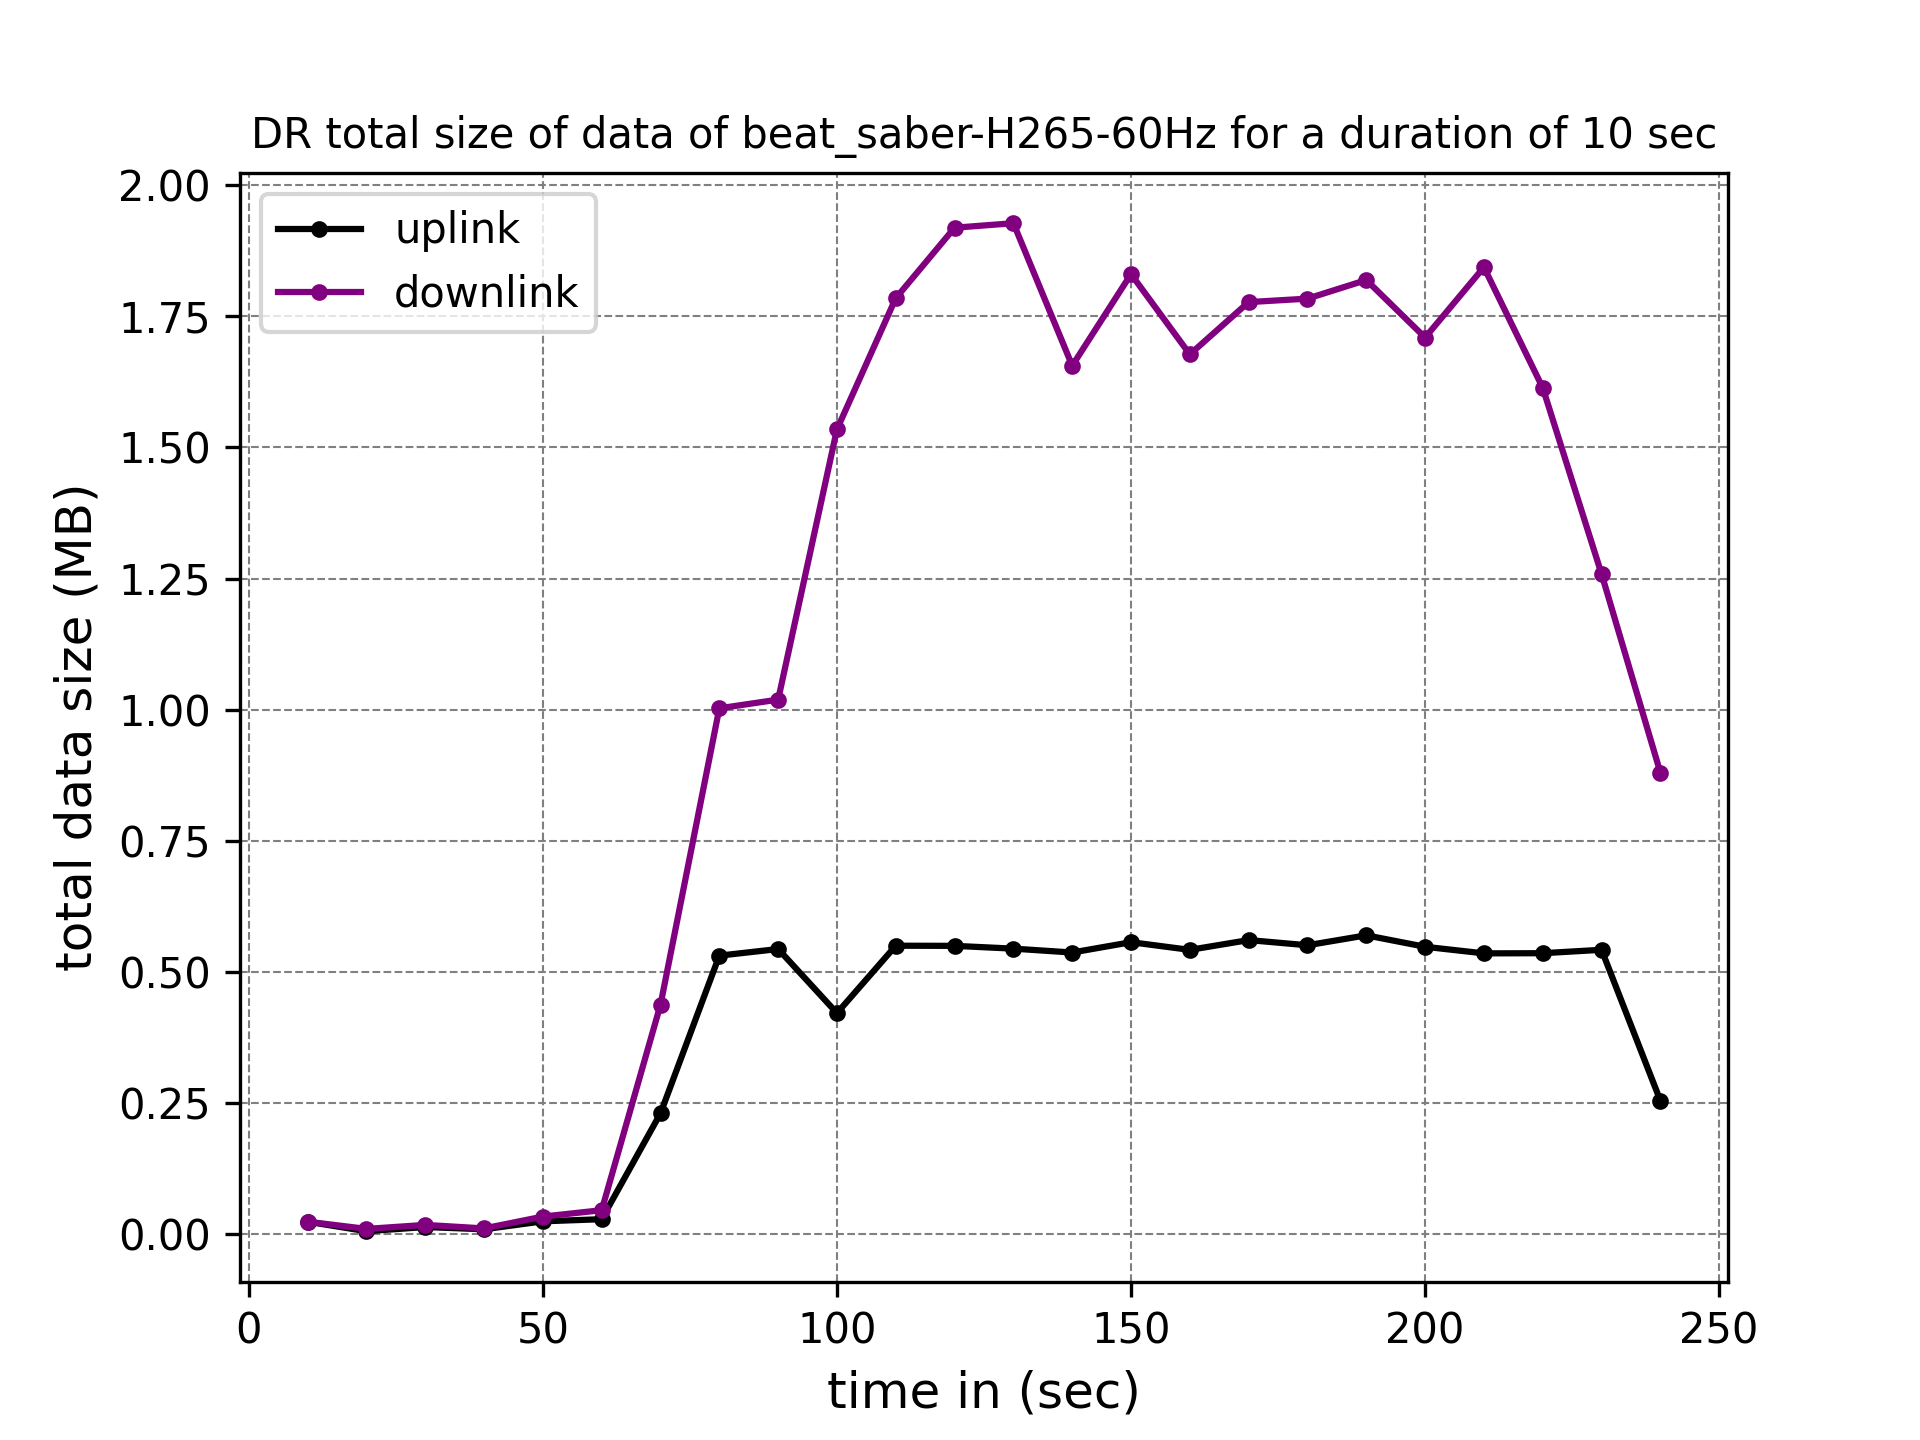 DR total size of data of beat_saber-H265-60Hz for a duration of 10 sec
uplink
downlink
total data size (MB)
2.00
1.75
1.50
1.25
1.00
0.75
0.50
0.25
0.00
0 50 100 150 200 250
time in (sec)